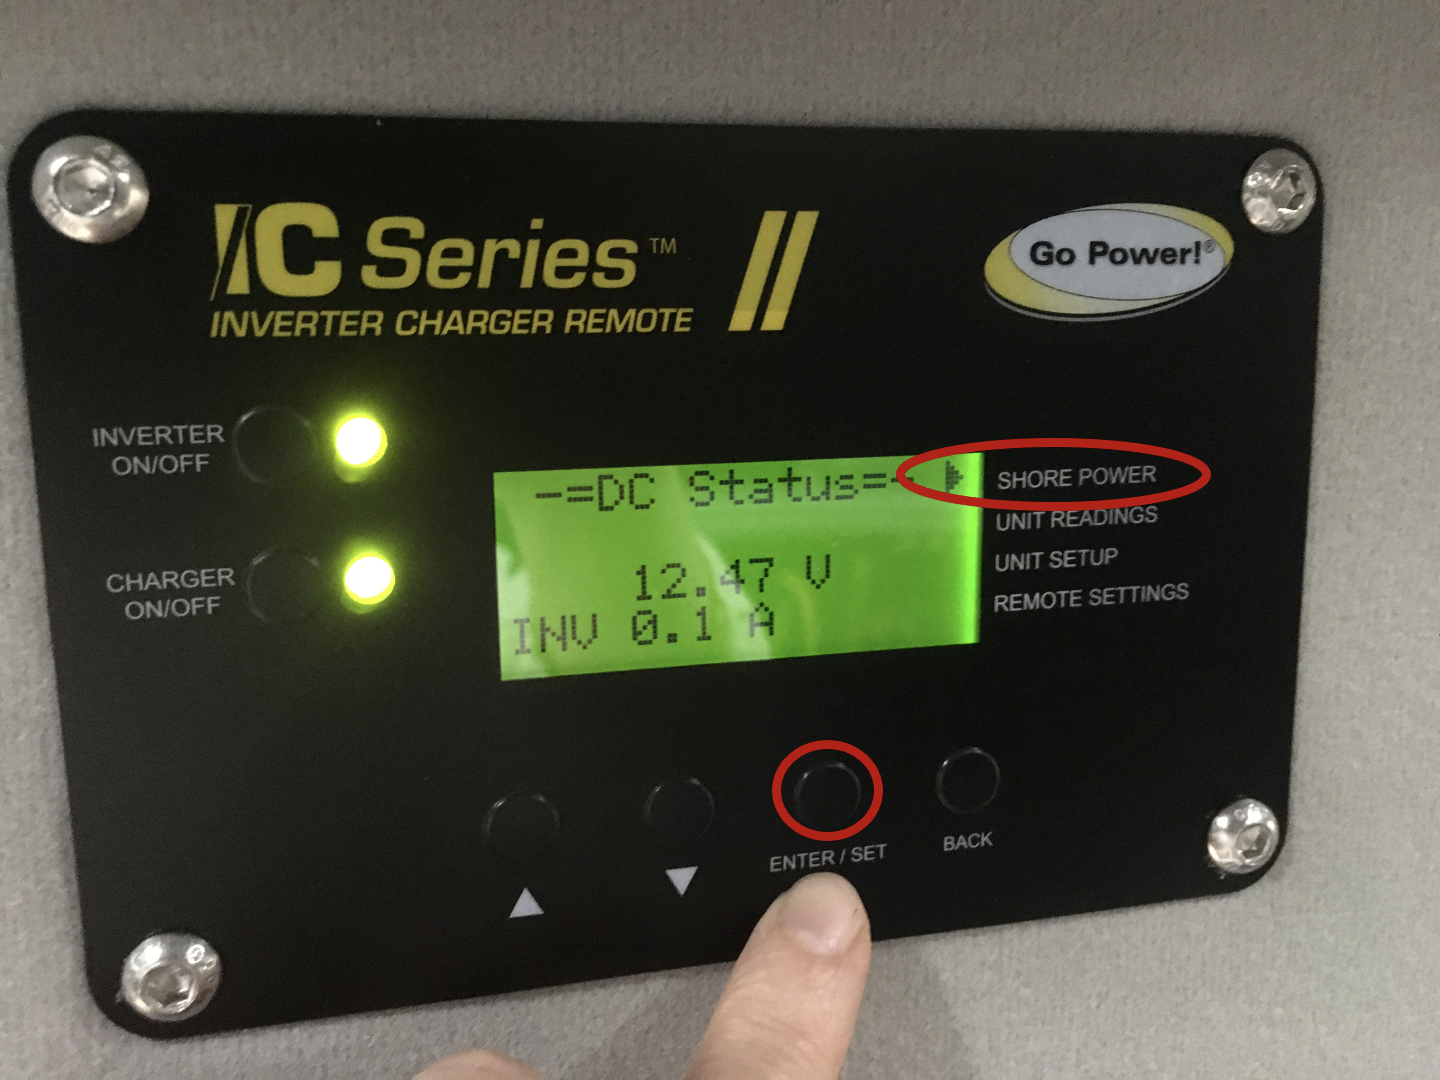 IC Series™
INVERTER CHARGER REMOTE
Go Power!®
INVERTER
ON/OFF
CHARGER
ON/OFF
-=DC Status=-
12.47 V
INV 0.1 A
SHORE POWER
UNIT READINGS
UNIT SETUP
REMOTE SETTINGS
ENTER / SET
BACK